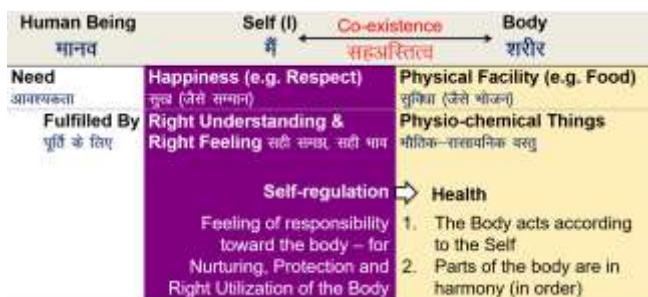 Human Being Self (I) Co-existence Body
मानव मैं सहअस्तित्व शरीर
Need Happiness (e.g. Respect) Physical Facility (e.g. Food)
आवश्यकता सुख (जैसे सम्मान) सुविधा (जैसे भोजन)
Fulfilled By Right Understanding & Physio-chemical Things
पूर्ति के लिए Right Feeling सही समझ, सही भाव भौतिक-रासायनिक वस्तु
Self-regulation Health
Feeling of responsibility 1. The Body acts according
toward the body – for to the Self
Nurturing, Protection and 2. Parts of the body are in
Right Utilization of the Body harmony (in order)